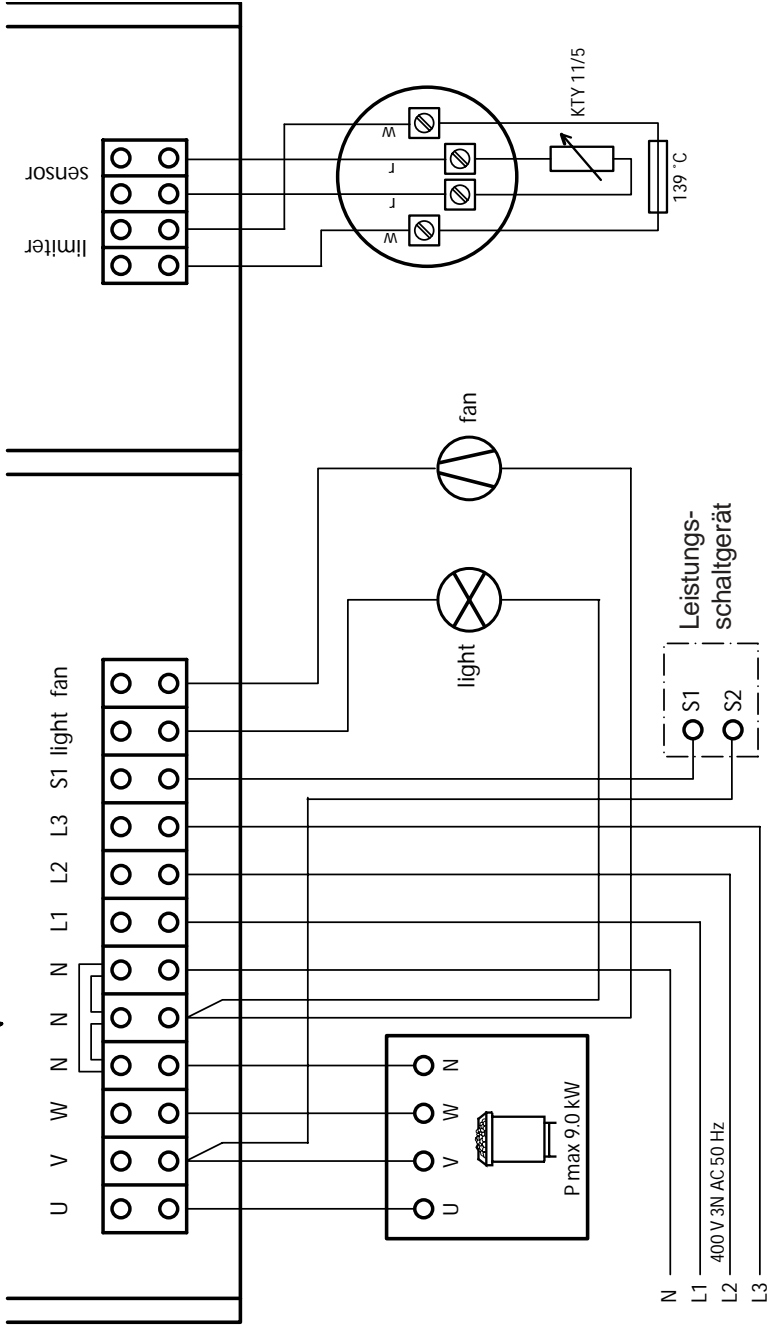 sensor
limiter
w
r
r
w
KTY 11/5
139 °C
fan
light
Leistungs-
schaltgerät
S1
S2
U V W N N N L1 L2 L3 S1 light fan
U V W N
P max 9.0 kW
N
L1
400 V 3N AC 50 Hz
L2
L3